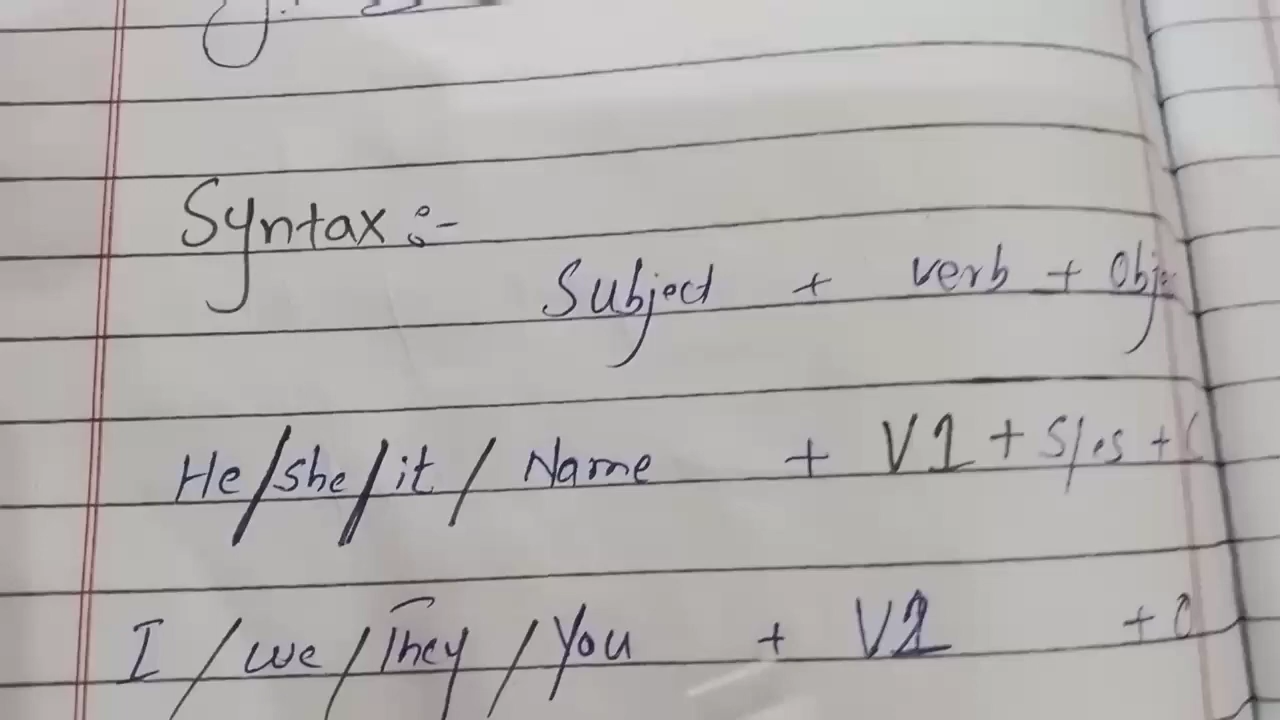 Syntax :-
Subject + verb + Obje
He/she/it/ Name + V1 + s/es +
I/we/They/You + V1 + O